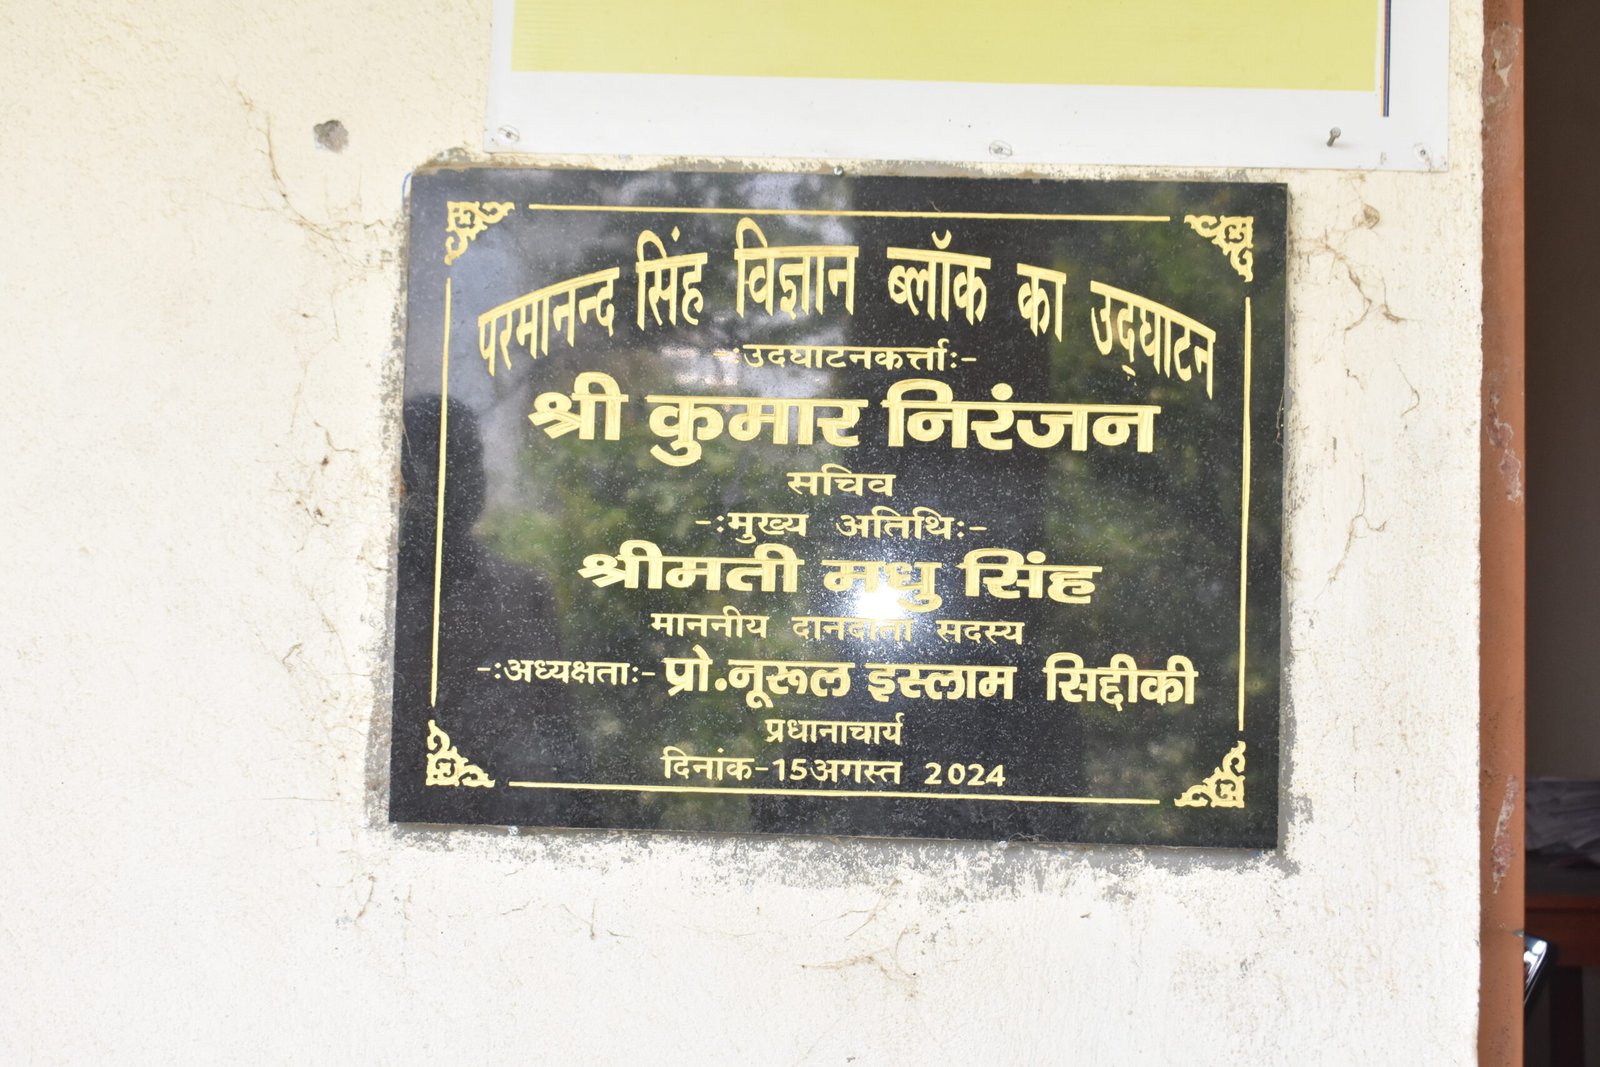 परमानन्द सिंह विज्ञान ब्लॉक का उद्‌घाटन
-:उदघाटनकर्त्ताः-
श्री कुमार निरंजन
सचिव
-:मुख्य अतिथिः-
श्रीमती मधु सिंह
माननीय दानदाता सदस्य
-:अध्यक्षताः- प्रो.नूरूल इस्लाम सिद्दीकी
प्रधानाचार्य
दिनांक-15अगस्त 2024